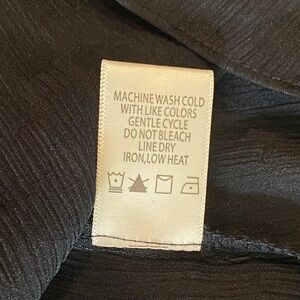 MACHINE WASH COLD
WITH LIKE COLORS
GENTLE CYCLE
DO NOT BLEACH
LINE DRY
IRON,LOW HEAT